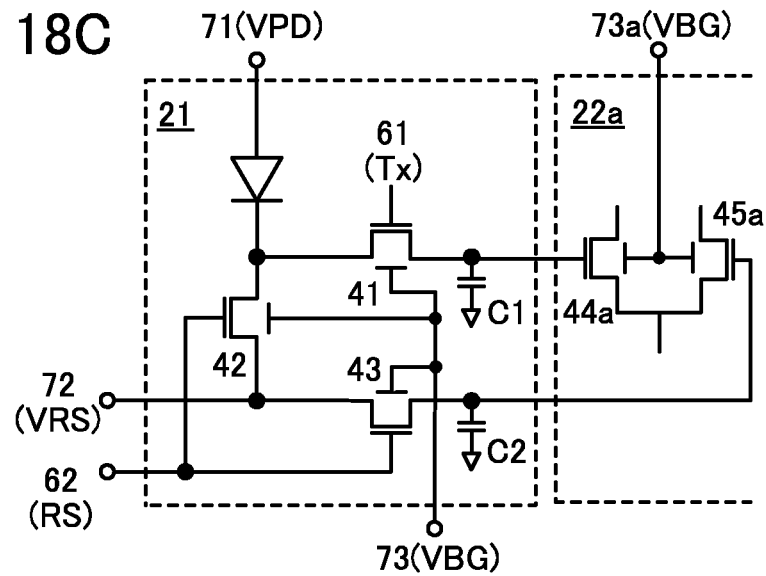 18C
71(VPD)
73a(VBG)
21
22a
61
(Tx)
45a
41
C1
44a
42
43
72
(VRS)
C2
62
(RS)
73(VBG)